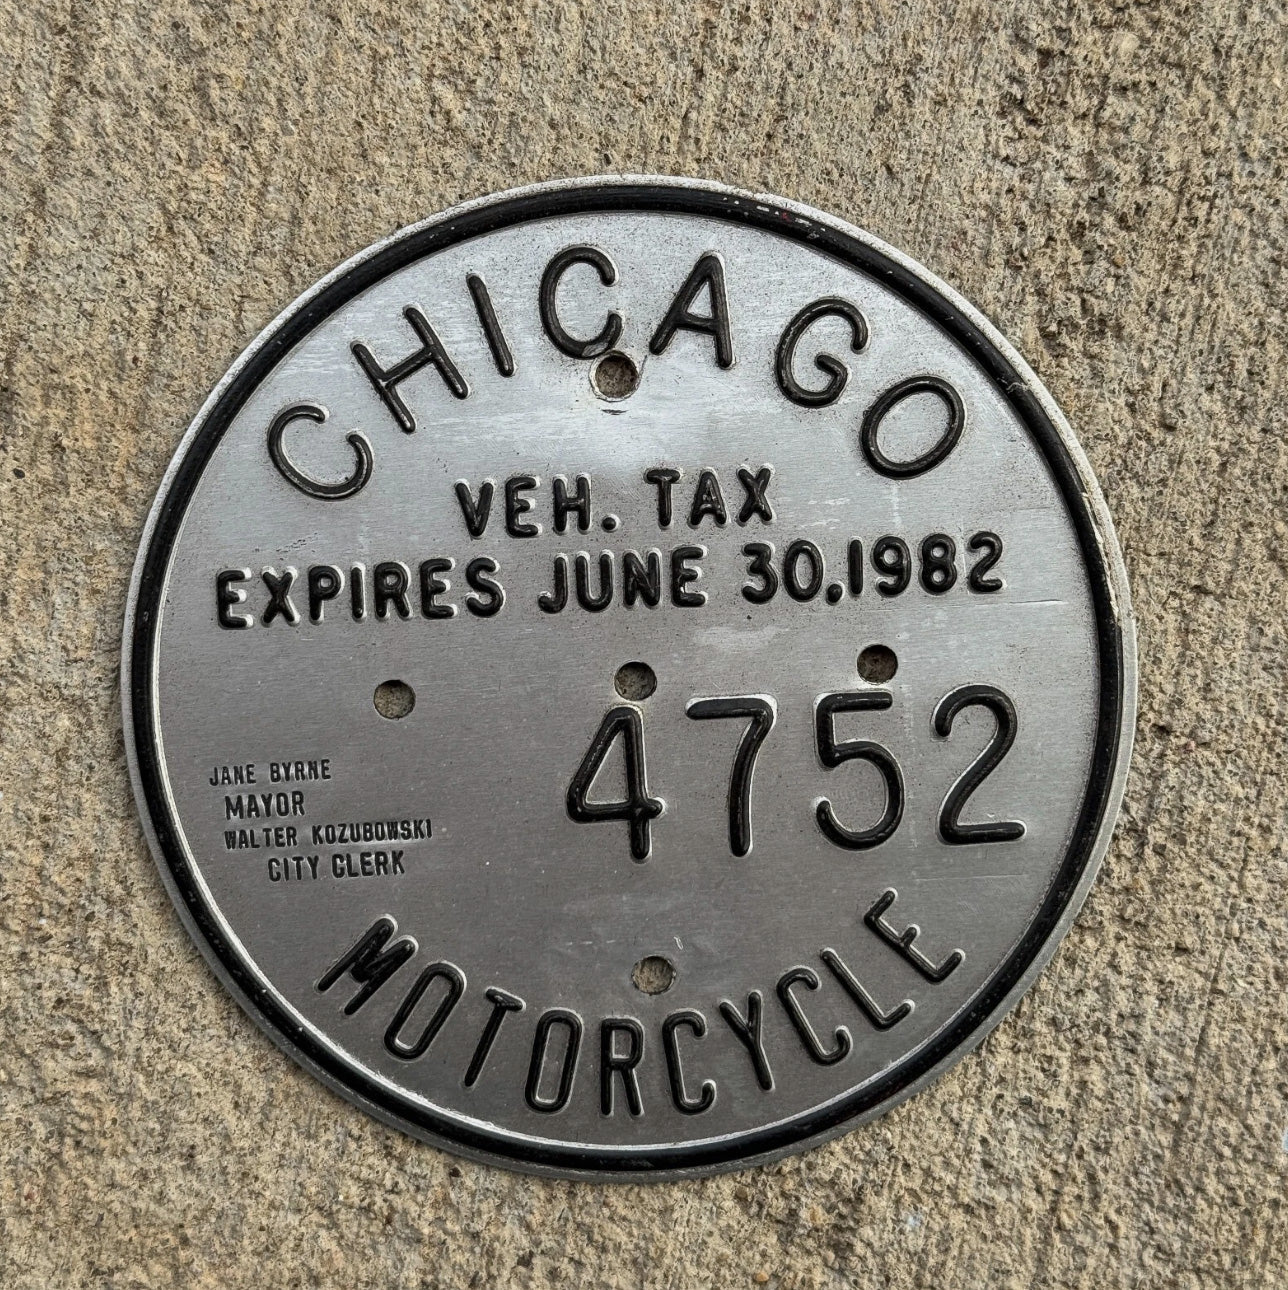 CHICAGO
VEH. TAX
EXPIRES JUNE 30,1982
4752
JANE BYRNE
MAYOR
WALTER KOZUBOWSKI
CITY CLERK
MOTORCYCLE